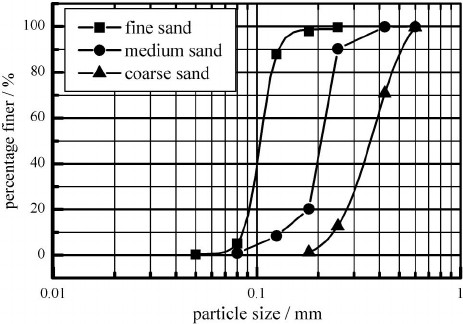 fine sand
medium sand
coarse sand
percentage finer / %
100
80
60
40
20
0
0.01
0.1
1
particle size / mm